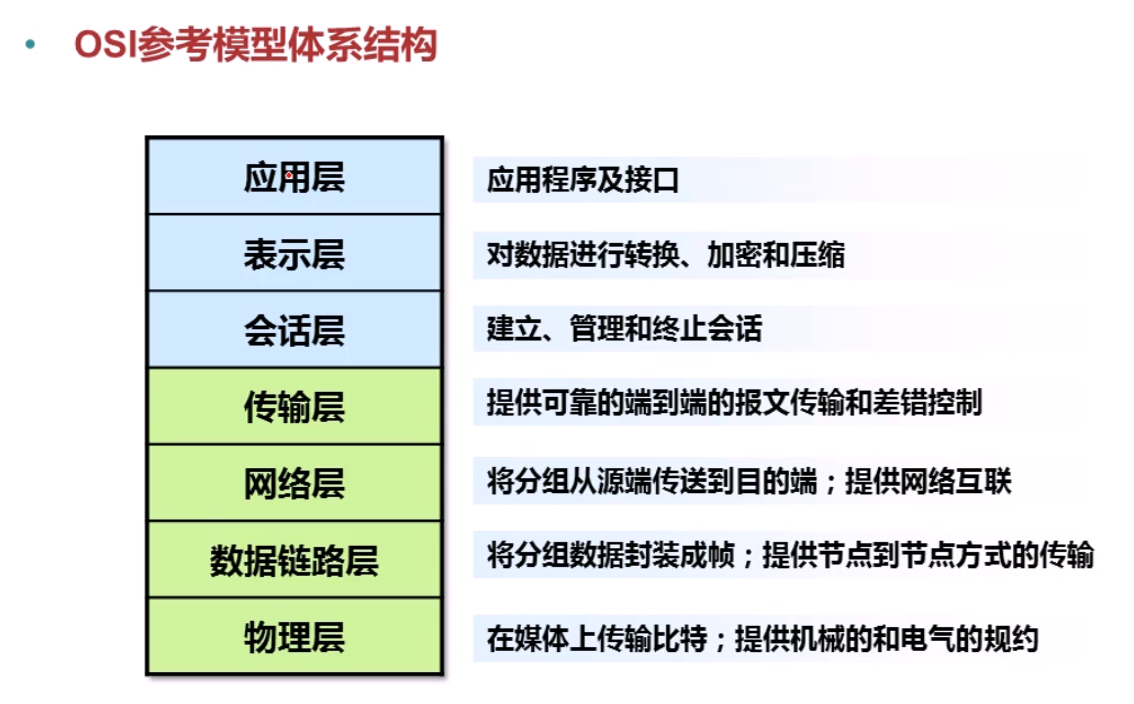 OSI参考模型体系结构
应用层
应用程序及接口
表示层
对数据进行转换、加密和压缩
会话层
建立、管理和终止会话
传输层
提供可靠的端到端的报文传输和差错控制
网络层
将分组从源端传送到目的端；提供网络互联
数据链路层
将分组数据封装成帧；提供节点到节点方式的传输
物理层
在媒体上传输比特；提供机械的和电气的规约